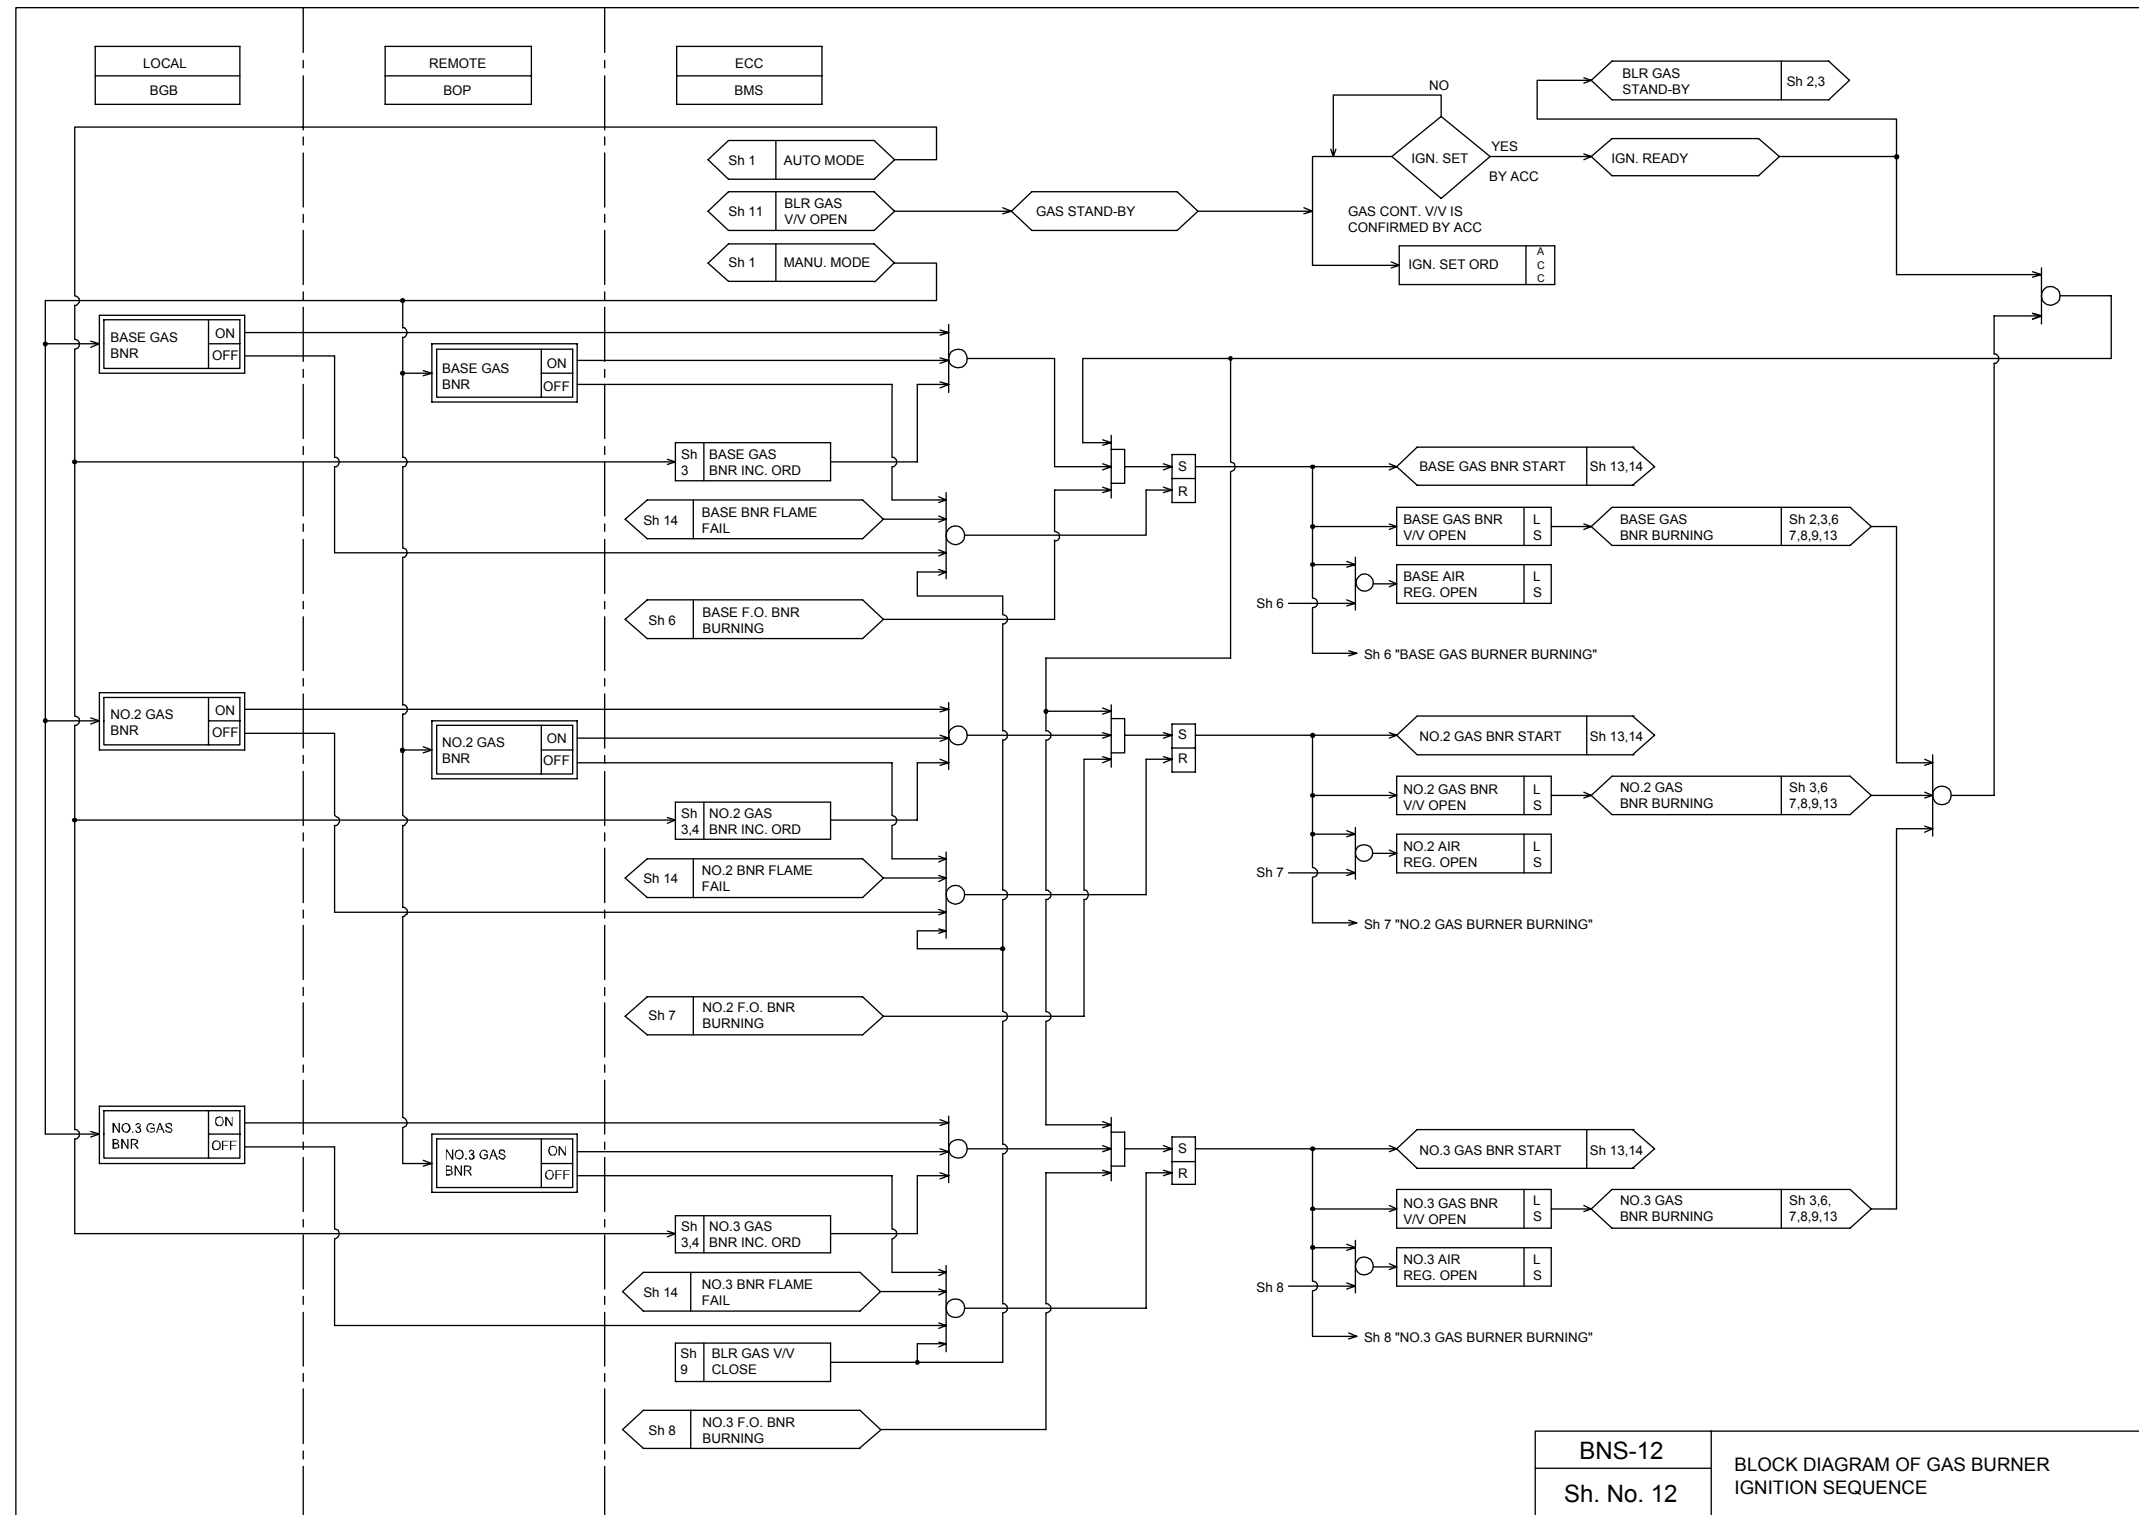 LOCAL
BGB
REMOTE
BOP
ECC
BMS
BLR GAS
STAND-BY
Sh 2,3
NO
Sh 1
AUTO MODE
IGN. SET
YES
BY ACC
IGN. READY
Sh 11
BLR GAS
V/V OPEN
GAS STAND-BY
GAS CONT. V/V IS
CONFIRMED BY ACC
Sh 1
MANU. MODE
IGN. SET ORD
A
C
C
BASE GAS
BNR
ON
OFF
BASE GAS
BNR
ON
OFF
Sh
3
BASE GAS
BNR INC. ORD
S
R
BASE GAS BNR START
Sh 13,14
Sh 14
BASE BNR FLAME
FAIL
BASE GAS BNR
V/V OPEN
L
S
BASE GAS
BNR BURNING
Sh 2,3,6
7,8,9,13
BASE AIR
REG. OPEN
L
S
Sh 6
Sh 6
BASE F.O. BNR
BURNING
Sh 6 "BASE GAS BURNER BURNING"
NO.2 GAS
BNR
ON
OFF
NO.2 GAS
BNR
ON
OFF
S
R
NO.2 GAS BNR START
Sh 13,14
NO.2 GAS BNR
V/V OPEN
L
S
NO.2 GAS
BNR BURNING
Sh 3,6
7,8,9,13
Sh
3,4
NO.2 GAS
BNR INC. ORD
NO.2 AIR
REG. OPEN
L
S
Sh 7
Sh 14
NO.2 BNR FLAME
FAIL
Sh 7 "NO.2 GAS BURNER BURNING"
Sh 7
NO.2 F.O. BNR
BURNING
NO.3 GAS
BNR
ON
OFF
NO.3 GAS
BNR
ON
OFF
S
R
NO.3 GAS BNR START
Sh 13,14
NO.3 GAS BNR
V/V OPEN
L
S
NO.3 GAS
BNR BURNING
Sh 3,6,
7,8,9,13
Sh
3,4
NO.3 GAS
BNR INC. ORD
NO.3 AIR
REG. OPEN
L
S
Sh 8
Sh 14
NO.3 BNR FLAME
FAIL
Sh 8 "NO.3 GAS BURNER BURNING"
Sh
9
BLR GAS V/V
CLOSE
Sh 8
NO.3 F.O. BNR
BURNING
BNS-12
Sh. No. 12
BLOCK DIAGRAM OF GAS BURNER
IGNITION SEQUENCE